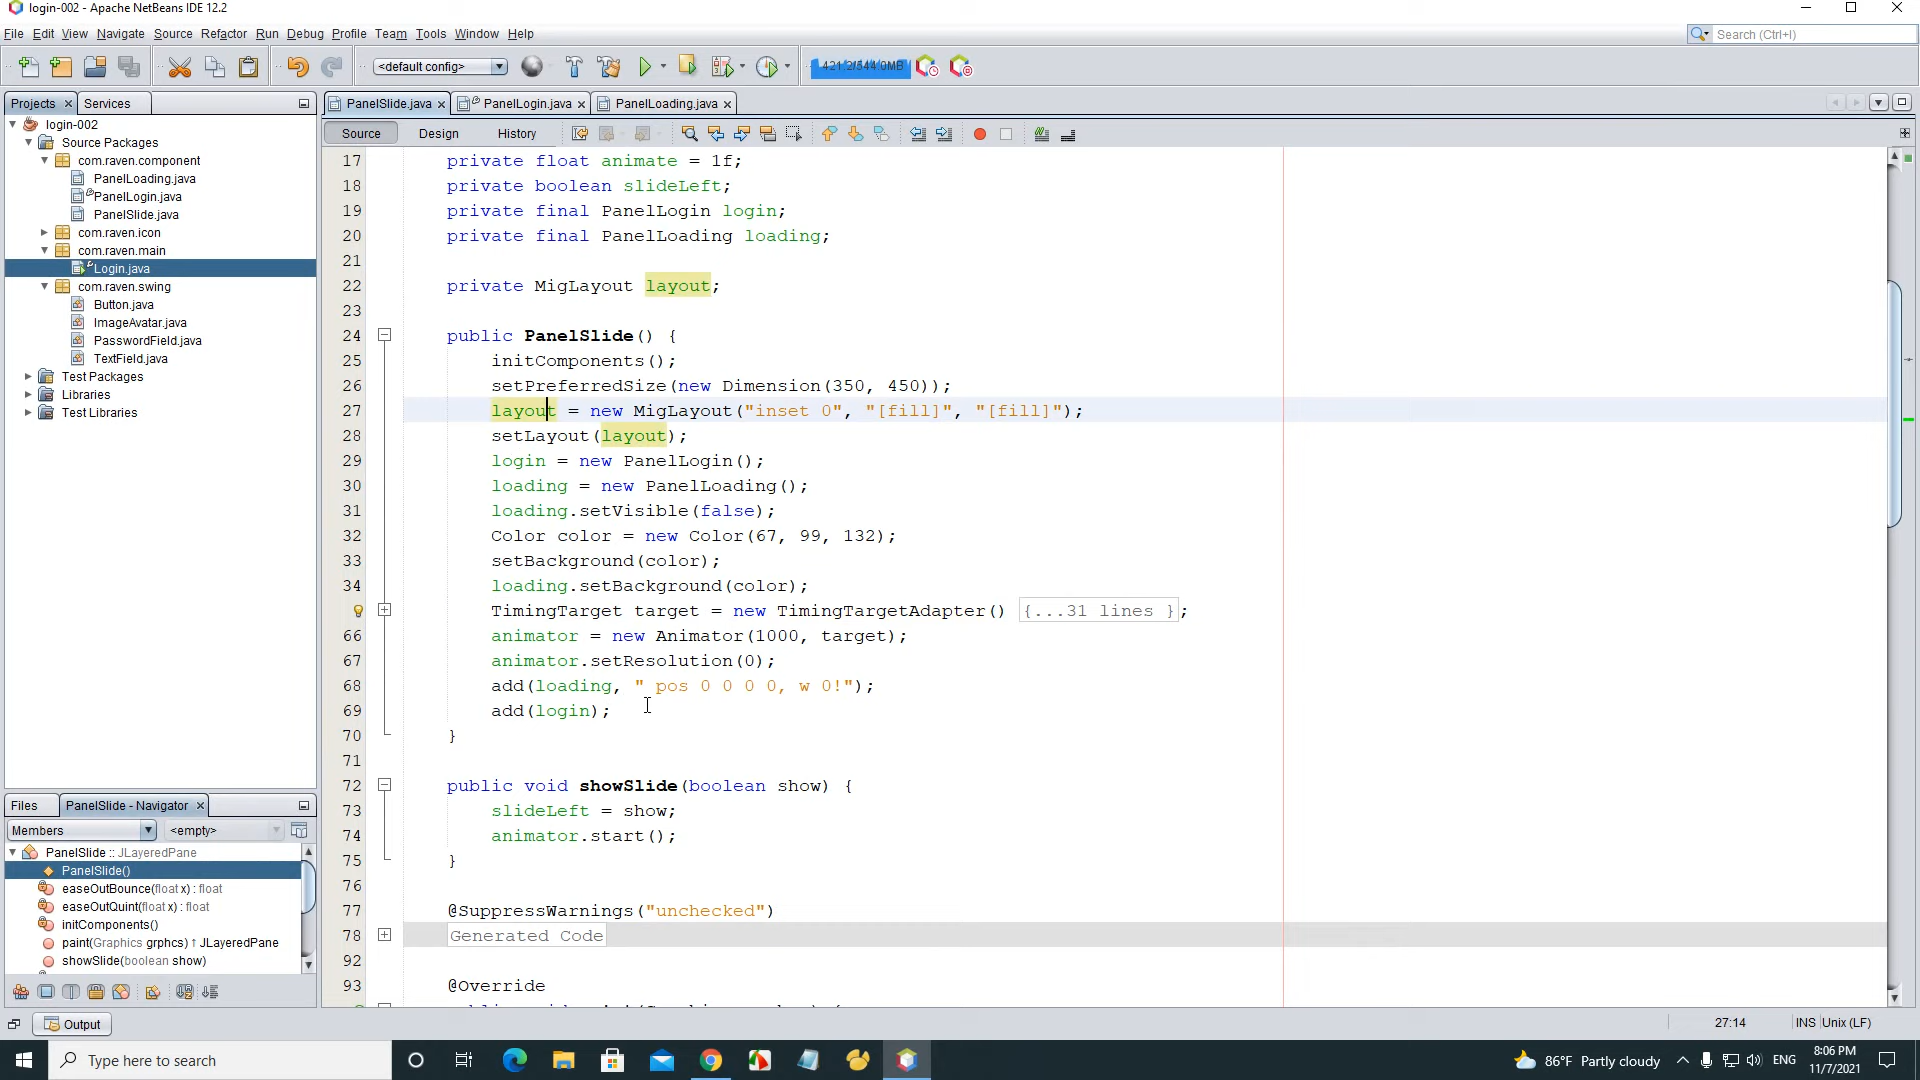 login-002 - Apache NetBeans IDE 12.2
File Edit View Navigate Source Refactor Run Debug Profile Team Tools Window Help
Search (Ctrl+I)
<default config>
421.2/544.0MB
Projects
Services
PanelSlide.java
PanelLogin.java
PanelLoading.java
login-002
Source Packages
com.raven.component
PanelLoading.java
PanelLogin.java
PanelSlide.java
com.raven.icon
com.raven.main
Login.java
com.raven.swing
Button.java
ImageAvatar.java
PasswordField.java
TextField.java
Test Packages
Libraries
Test Libraries
Source Design History
17 private float animate = 1f;
18 private boolean slideLeft;
19 private final PanelLogin login;
20 private final PanelLoading loading;
21
22 private MigLayout layout;
23
24 public PanelSlide() {
25 initComponents();
26 setPreferredSize(new Dimension(350, 450));
27 layout = new MigLayout("inset 0", "[fill]", "[fill]");
28 setLayout(layout);
29 login = new PanelLogin();
30 loading = new PanelLoading();
31 loading.setVisible(false);
32 Color color = new Color(67, 99, 132);
33 setBackground(color);
34 loading.setBackground(color);
TimingTarget target = new TimingTargetAdapter() {...31 lines };
66 animator = new Animator(1000, target);
67 animator.setResolution(0);
68 add(loading, " pos 0 0 0 0, w 0!");
69 add(login);
70 }
71
72 public void showSlide(boolean show) {
73 slideLeft = show;
74 animator.start();
75 }
76
77 @SuppressWarnings("unchecked")
78 Generated Code
92
93 @Override
Files
PanelSlide - Navigator
Members
<empty>
PanelSlide :: JLayeredPane
PanelSlide()
easeOutBounce(float x) : float
easeOutQuint(float x) : float
initComponents()
paint(Graphics grphcs) ↑ JLayeredPane
showSlide(boolean show)
Output
27:14
INS
Unix (LF)
Type here to search
86°F Partly cloudy
ENG
8:06 PM
11/7/2021